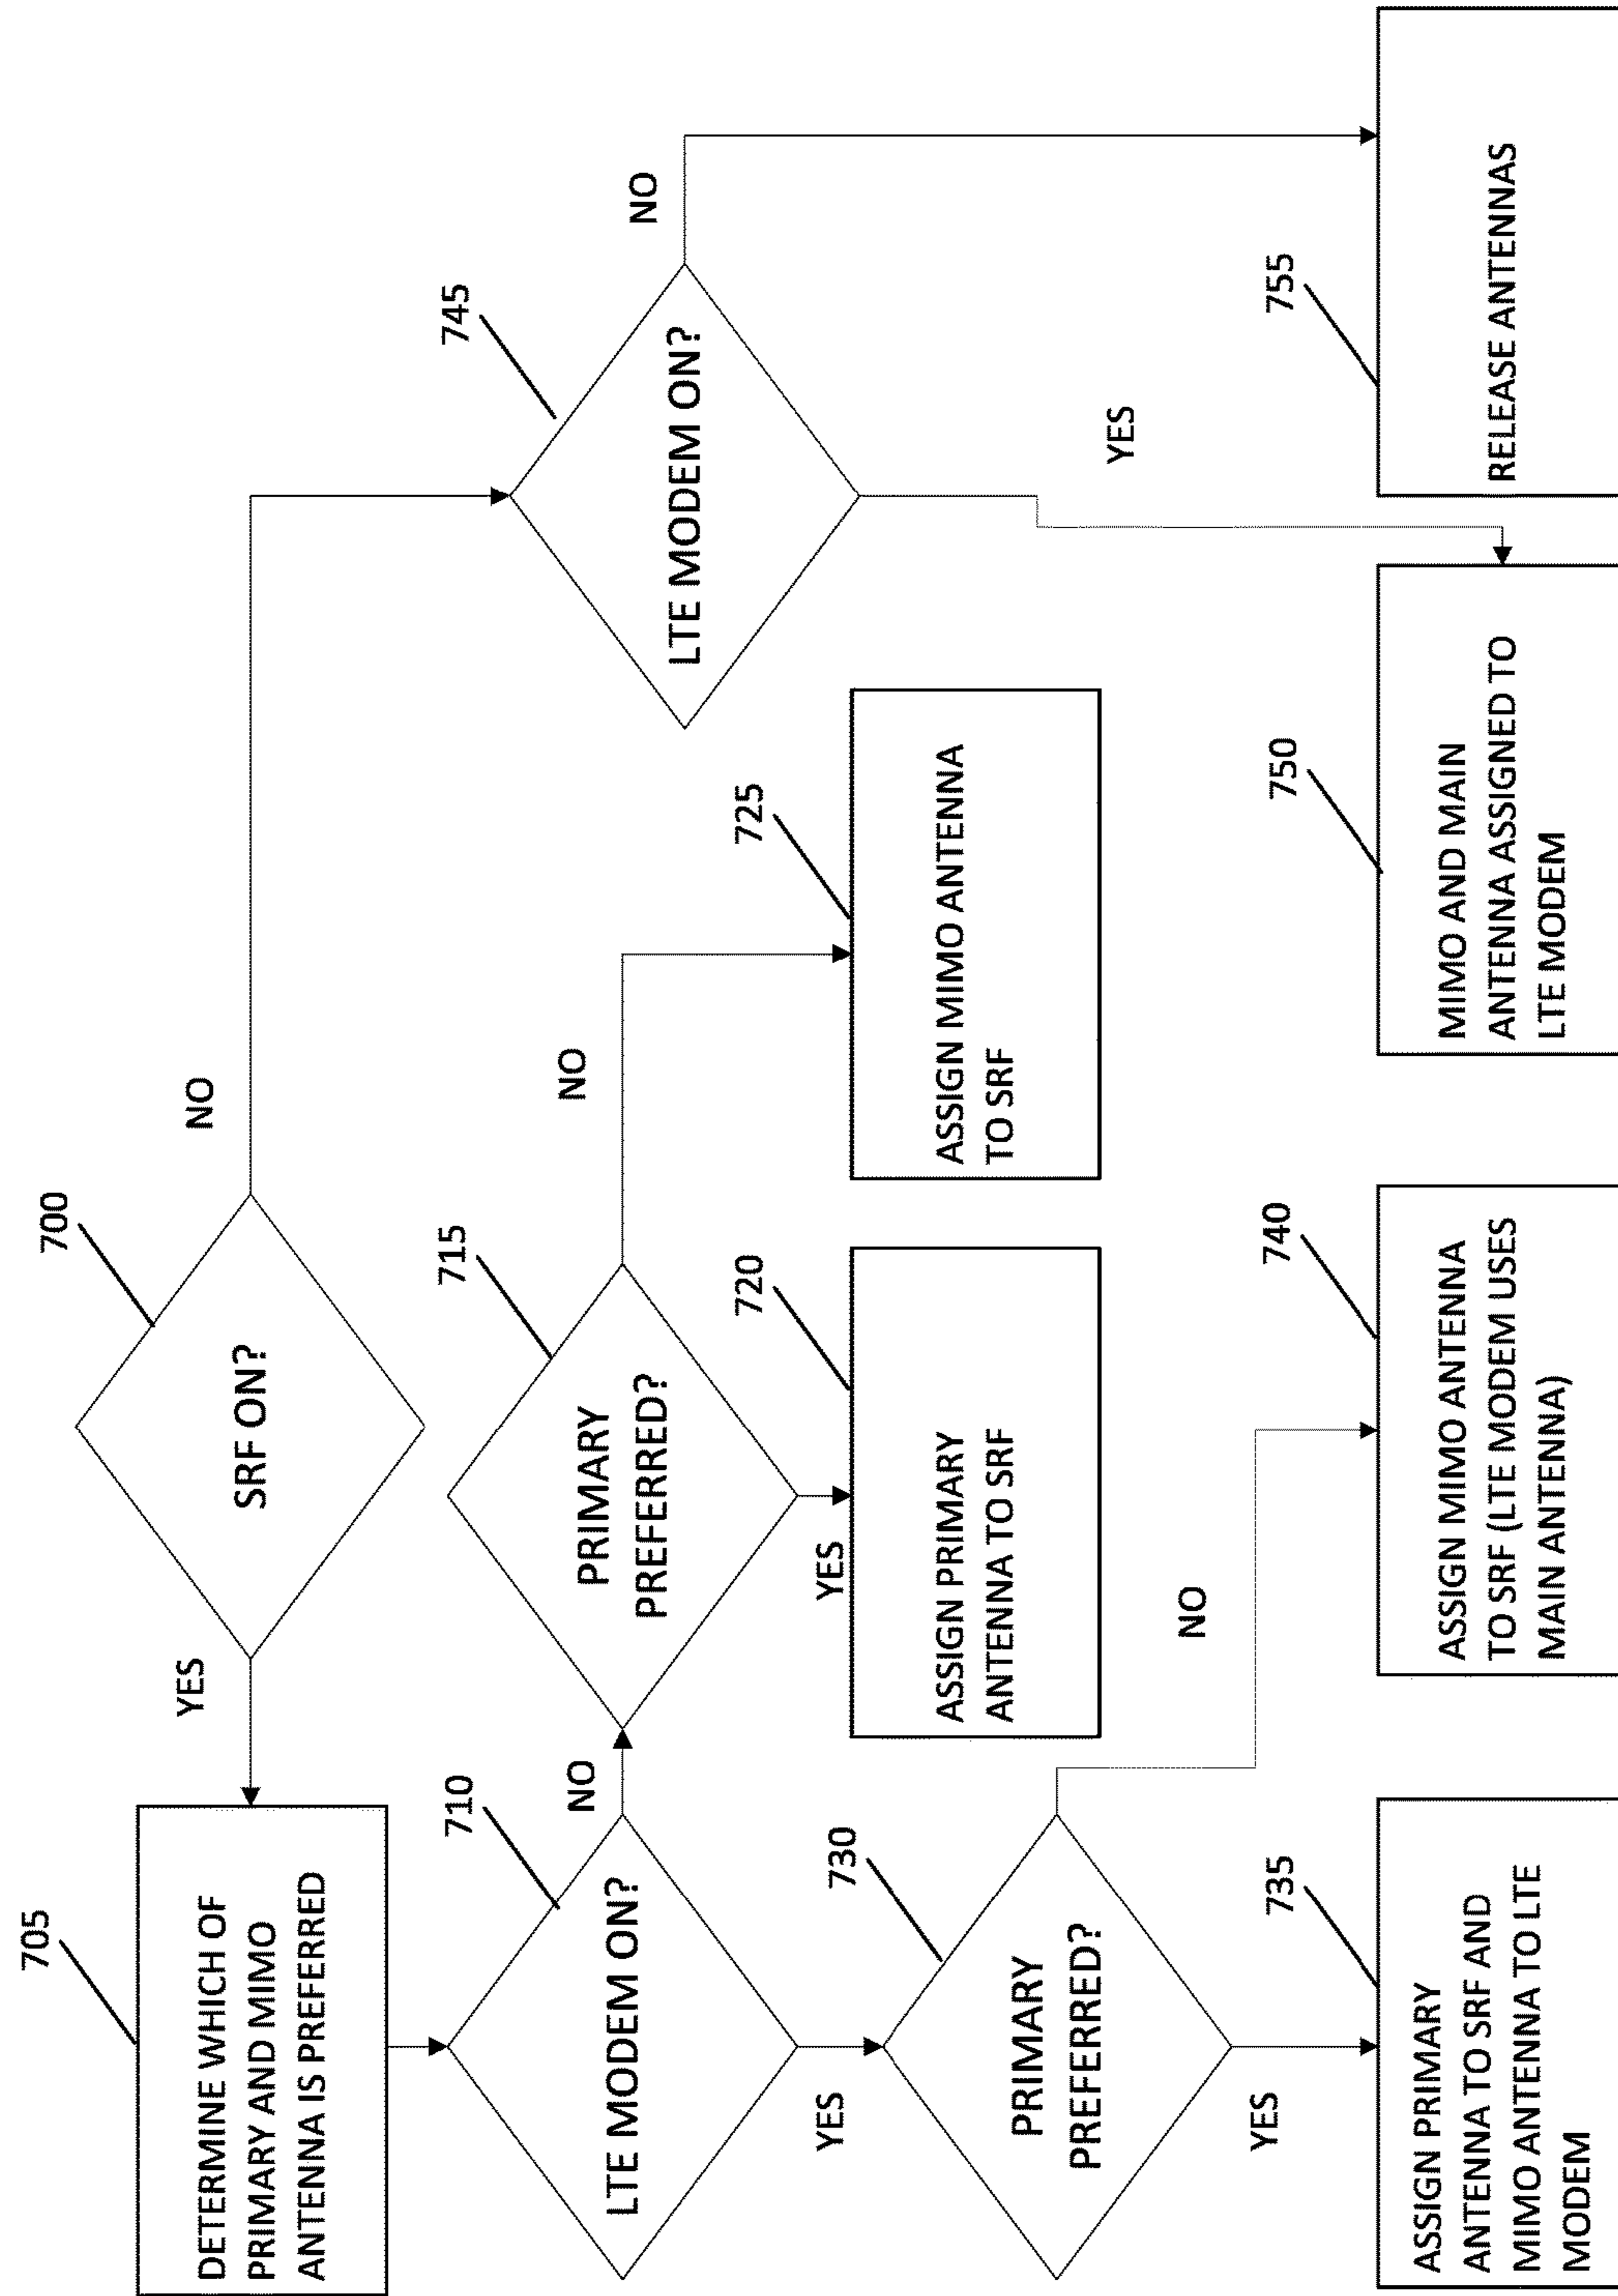 700
SRF ON?
YES
NO
705
DETERMINE WHICH OF
PRIMARY AND MIMO
ANTENNA IS PREFERRED
710
LTE MODEM ON?
NO
YES
715
PRIMARY
PREFERRED?
YES
NO
720
ASSIGN PRIMARY
ANTENNA TO SRF
725
ASSIGN MIMO ANTENNA
TO SRF
730
PRIMARY
PREFERRED?
YES
NO
735
ASSIGN PRIMARY
ANTENNA TO SRF AND
MIMO ANTENNA TO LTE
MODEM
740
ASSIGN MIMO ANTENNA
TO SRF (LTE MODEM USES
MAIN ANTENNA)
745
LTE MODEM ON?
NO
YES
750
MIMO AND MAIN
ANTENNA ASSIGNED TO
LTE MODEM
755
RELEASE ANTENNAS